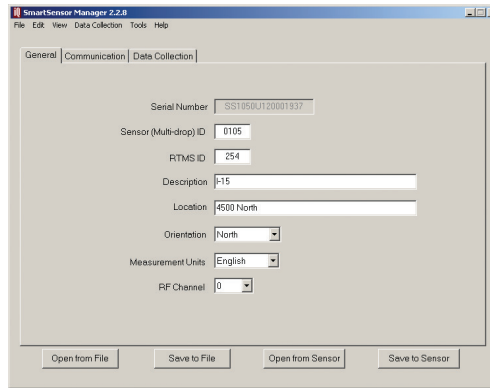 SmartSensor Manager 2.2.8
File Edit View Data Collection Tools Help
General Communication Data Collection
Serial Number SS1050U120001937
Sensor (Multi-drop) ID 0105
RTMS ID 254
Description I-15
Location 4500 North
Orientation North
Measurement Units English
RF Channel 0
Open from File Save to File Open from Sensor Save to Sensor